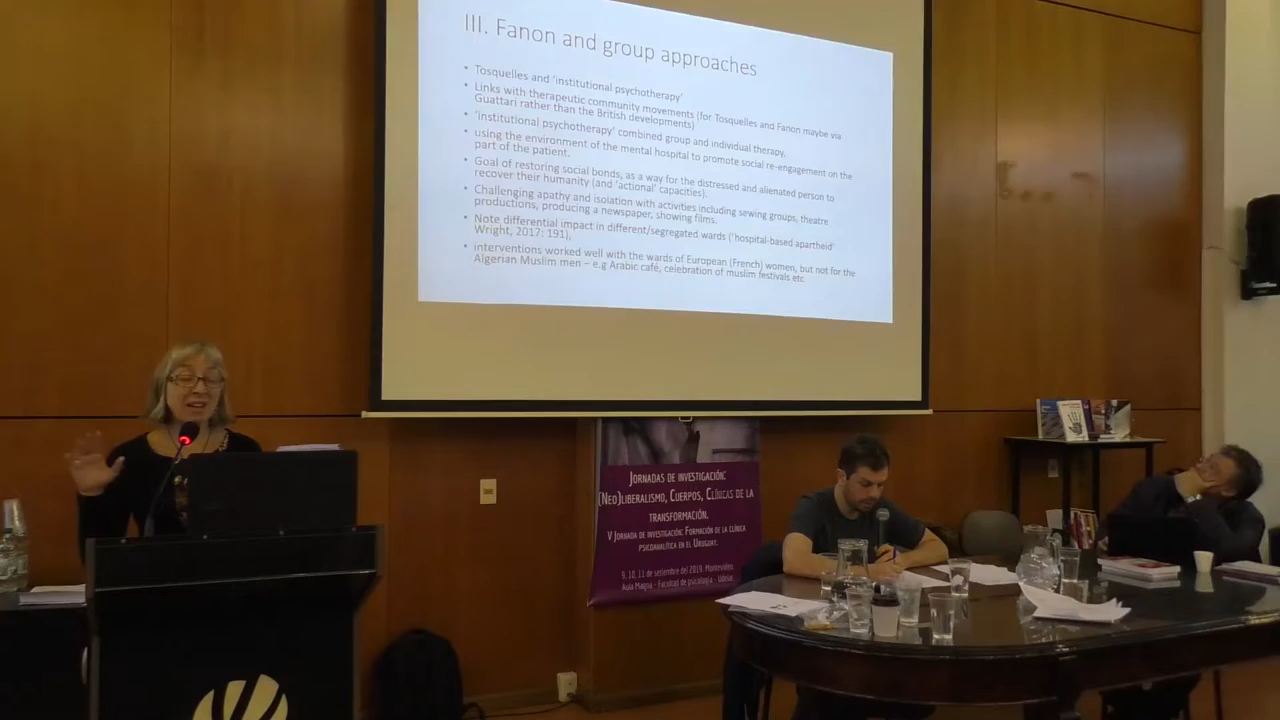 III. Fanon and group approaches
• Tosquelles and 'institutional psychotherapy'
• Links with therapeutic community movements (for Tosquelles and Fanon maybe via
Guattari rather than the British developments)
• 'Institutional psychotherapy' combined group and individual therapy,
• using the environment of the mental hospital to promote social re-engagement on the
part of the patient.
• Goal of restoring social bonds, as a way for the distressed and alienated person to
recover their humanity (and 'actional' capacities).
• Challenging apathy and isolation with activities including sewing groups, theatre
productions, producing a newspaper, showing films.
• Note differential impact in different/segregated wards ('hospital-based apartheid'
Wright, 2017: 191),
• interventions worked well with the wards of European (French) women, but not for the
Algerian Muslim men – e.g Arabic café, celebration of muslim festivals etc.
Jornadas de investigación:
(Neo)liberalismo, Cuerpos, Clínicas de la
transformación.
V Jornada de investigación: Formación de la clínica
psicoanalítica en el Uruguay.
9, 10, 11 de setiembre del 2019. Montevideo
Aula Magna - Facultad de psicología - Udelar